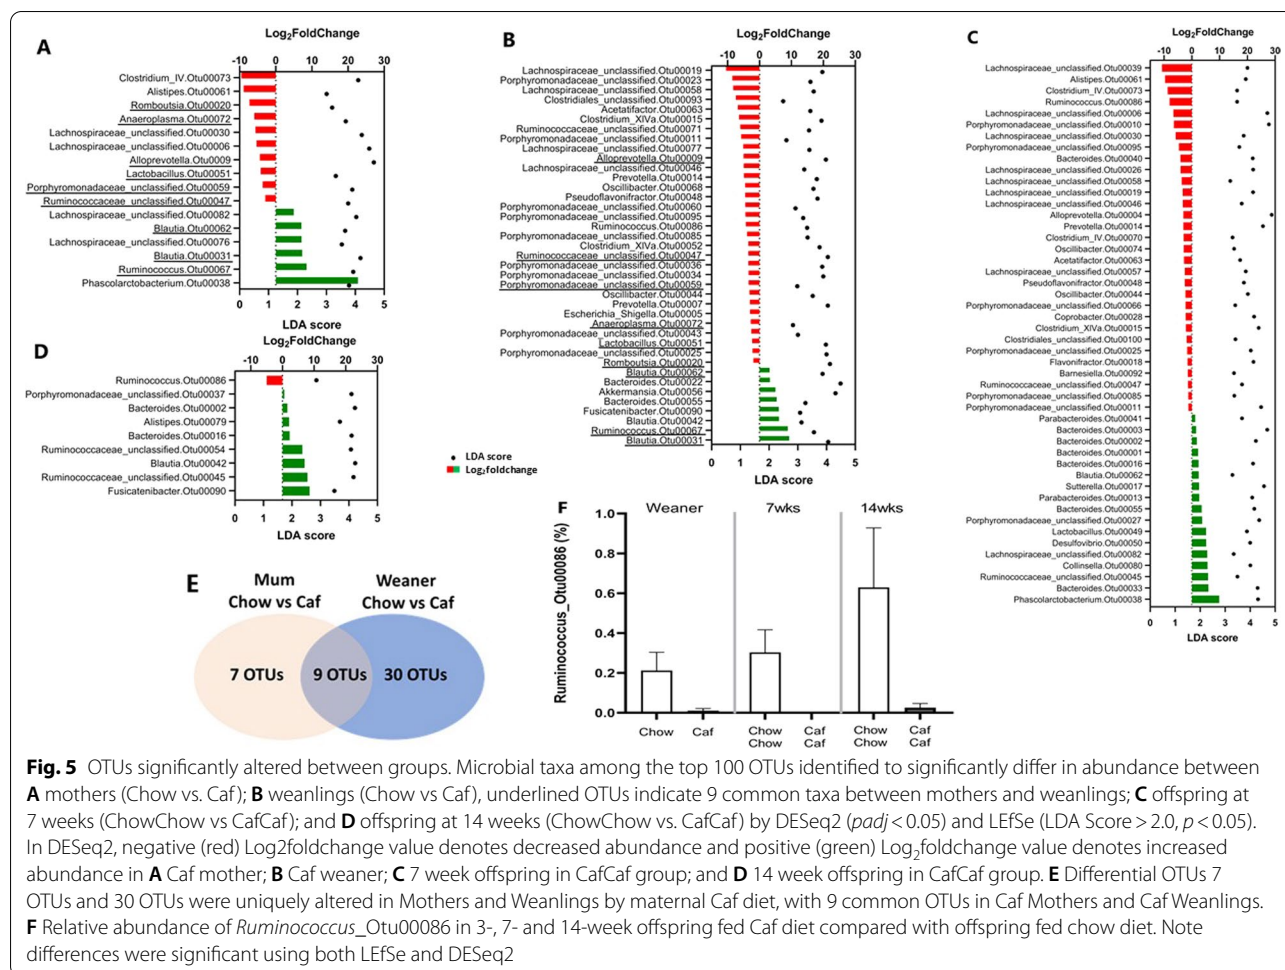 A
Log2FoldChange
-10 0 10 20 30
Clostridium_IV.Otu00073
Alistipes.Otu00061
Romboutsia.Otu00020
Anaeroplasma.Otu00072
Lachnospiraceae_unclassified.Otu00030
Lachnospiraceae_unclassified.Otu00006
Alloprevotella.Otu0009
Lactobacillus.Otu00051
Porphyromonadaceae_unclassified.Otu00059
Ruminococcaceae_unclassified.Otu00047
Lachnospiraceae_unclassified.Otu00082
Blautia.Otu00062
Lachnospiraceae_unclassified.Otu00076
Blautia.Otu00031
Ruminococcus.Otu00067
Phascolarctobacterium.Otu00038
0 1 2 3 4 5
LDA score
B
Log2FoldChange
-10 0 10 20 30
Lachnospiraceae_unclassified.Otu00019
Porphyromonadaceae_unclassified.Otu00023
Lachnospiraceae_unclassified.Otu00058
Clostridiales_unclassified.Otu00093
Acetatifactor.Otu00063
Clostridium_XIVa.Otu00015
Ruminococcaceae_unclassified.Otu00071
Porphyromonadaceae_unclassified.Otu00011
Lachnospiraceae_unclassified.Otu00077
Alloprevotella.Otu00009
Lachnospiraceae_unclassified.Otu00046
Prevotella.Otu00014
Oscillibacter.Otu00068
Pseudoflavonifractor.Otu00048
Porphyromonadaceae_unclassified.Otu00060
Porphyromonadaceae_unclassified.Otu00095
Ruminococcus.Otu00086
Porphyromonadaceae_unclassified.Otu00085
Clostridium_XIVa.Otu00052
Ruminococcaceae_unclassified.Otu00047
Porphyromonadaceae_unclassified.Otu00036
Porphyromonadaceae_unclassified.Otu00034
Porphyromonadaceae_unclassified.Otu00059
Oscillibacter.Otu00044
Prevotella.Otu00007
Escherichia_Shigella.Otu00005
Anaeroplasma.Otu00072
Porphyromonadaceae_unclassified.Otu00043
Lactobacillus.Otu00051
Porphyromonadaceae_unclassified.Otu00025
Romboutsia.Otu00020
Blautia.Otu00062
Bacteroides.Otu00022
Akkermansia.Otu00056
Bacteroides.Otu00055
Fusicatenibacter.Otu00090
Blautia.Otu00042
Ruminococcus.Otu00067
Blautia.Otu00031
0 1 2 3 4 5
LDA score
C
Log2FoldChange
-10 0 10 20 30
Lachnospiraceae_unclassified.Otu00039
Alistipes.Otu00061
Clostridium_IV.Otu00073
Ruminococcus.Otu00086
Lachnospiraceae_unclassified.Otu00006
Porphyromonadaceae_unclassified.Otu00010
Lachnospiraceae_unclassified.Otu00030
Porphyromonadaceae_unclassified.Otu00095
Bacteroides.Otu00040
Lachnospiraceae_unclassified.Otu00026
Lachnospiraceae_unclassified.Otu00058
Lachnospiraceae_unclassified.Otu00019
Lachnospiraceae_unclassified.Otu00046
Alloprevotella.Otu00004
Prevotella.Otu00014
Clostridium_IV.Otu00070
Oscillibacter.Otu00074
Acetatifactor.Otu00063
Lachnospiraceae_unclassified.Otu00057
Pseudoflavonifractor.Otu00048
Oscillibacter.Otu00044
Porphyromonadaceae_unclassified.Otu00066
Coprobacter.Otu00028
Clostridium_XIVa.Otu00015
Clostridiales_unclassified.Otu00100
Porphyromonadaceae_unclassified.Otu00025
Flavonifractor.Otu00018
Barnesiella.Otu00092
Ruminococcaceae_unclassified.Otu00047
Porphyromonadaceae_unclassified.Otu00085
Porphyromonadaceae_unclassified.Otu00011
Parabacteroides.Otu00041
Bacteroides.Otu00003
Bacteroides.Otu00002
Bacteroides.Otu00001
Bacteroides.Otu00016
Blautia.Otu00062
Sutterella.Otu00017
Parabacteroides.Otu00013
Bacteroides.Otu00055
Porphyromonadaceae_unclassified.Otu00027
Lactobacillus.Otu00049
Desulfovibrio.Otu00050
Lachnospiraceae_unclassified.Otu00082
Collinsella.Otu00080
Ruminococcaceae_unclassified.Otu00045
Bacteroides.Otu00033
Phascolarctobacterium.Otu00038
0 1 2 3 4 5
LDA score
D
Log2FoldChange
-10 0 10 20 30
Ruminococcus.Otu00086
Porphyromonadaceae_unclassified.Otu00037
Bacteroides.Otu00002
Alistipes.Otu00079
Bacteroides.Otu00016
Ruminococcaceae_unclassified.Otu00054
Blautia.Otu00042
Ruminococcaceae_unclassified.Otu00045
Fusicatenibacter.Otu00090
0 1 2 3 4 5
LDA score
LDA score
Log2foldchange
E
Mum Weaner
Chow vs Caf Chow vs Caf
7 OTUs 9 OTUs 30 OTUs
F
Weaner 7wks 14wks
Ruminococcus_Otu00086 (%)
1.0
0.8
0.6
0.4
0.2
0.0
Chow Caf Chow Caf Chow Caf
Chow Caf Chow Caf
Fig. 5 OTUs significantly altered between groups. Microbial taxa among the top 100 OTUs identified to significantly differ in abundance between
A mothers (Chow vs. Caf); B weanlings (Chow vs Caf), underlined OTUs indicate 9 common taxa between mothers and weanlings; C offspring at
7 weeks (ChowChow vs CafCaf); and D offspring at 14 weeks (ChowChow vs. CafCaf) by DESeq2 (padj < 0.05) and LEfSe (LDA Score > 2.0, p < 0.05).
In DESeq2, negative (red) Log2foldchange value denotes decreased abundance and positive (green) Log2foldchange value denotes increased
abundance in A Caf mother; B Caf weaner; C 7 week offspring in CafCaf group; and D 14 week offspring in CafCaf group. E Differential OTUs 7
OTUs and 30 OTUs were uniquely altered in Mothers and Weanlings by maternal Caf diet, with 9 common OTUs in Caf Mothers and Caf Weanlings.
F Relative abundance of Ruminococcus_Otu00086 in 3-, 7- and 14-week offspring fed Caf diet compared with offspring fed chow diet. Note
differences were significant using both LEfSe and DESeq2